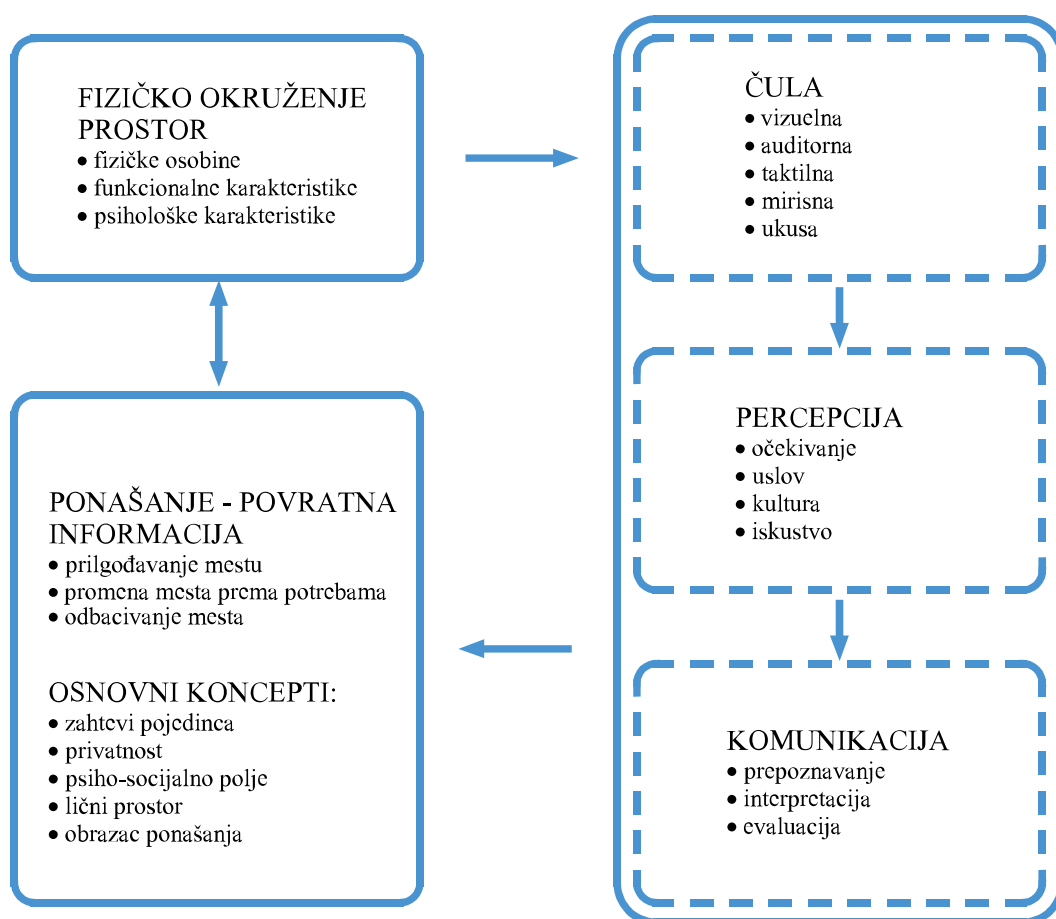 FIZIČKO OKRUŽENJE
PROSTOR
• fizičke osobine
• funkcionalne karakteristike
• psihološke karakteristike
ČULA
• vizuelna
• auditorna
• taktilna
• mirisna
• ukusa
PERCEPCIJA
• očekivanje
• uslov
• kultura
• iskustvo
KOMUNIKACIJA
• prepoznavanje
• interpretacija
• evaluacija
PONAŠANJE - POVRATNA
INFORMACIJA
• prilgođavanje mestu
• promena mesta prema potrebama
• odbacivanje mesta
OSNOVNI KONCEPTI:
• zahtevi pojedinca
• privatnost
• psiho-socijalno polje
• lični prostor
• obrazac ponašanja